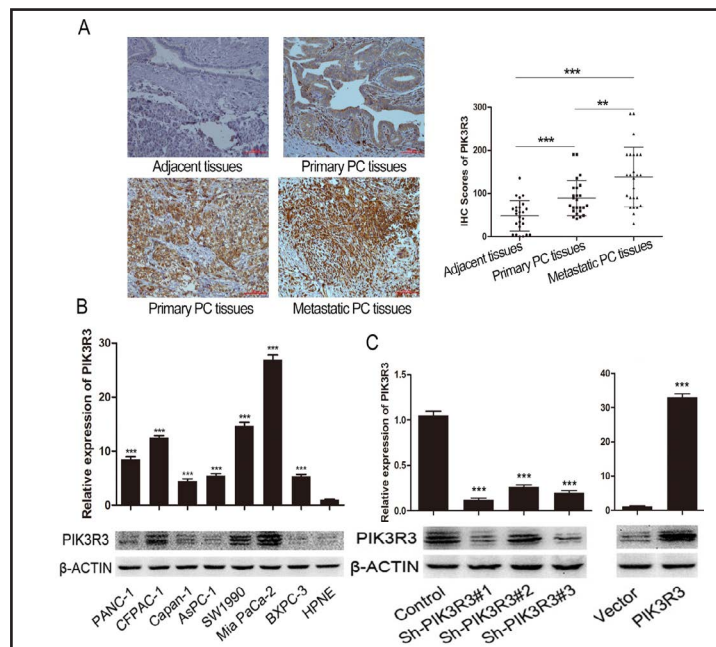 A
Adjacent tissues
Primary PC tissues
Primary PC tissues
Metastatic PC tissues
IHC Scores of PIK3R3
300
200
100
0
***
***
**
Adjacent tissues
Primary PC tissues
Metastatic PC tissues
B
Relative expression of PIK3R3
30
20
10
0
***
***
***
***
***
***
***
PIK3R3
β-ACTIN
PANC-1
CFPAC-1
Capan-1
AsPC-1
SW1990
Mia PaCa-2
BXPC-3
HPNE
C
Relative expression of PIK3R3
1.5
1.0
0.5
0.0
***
***
***
40
30
20
10
0
***
PIK3R3
β-ACTIN
Control
Sh-PIK3R3#1
Sh-PIK3R3#2
Sh-PIK3R3#3
Vector
PIK3R3